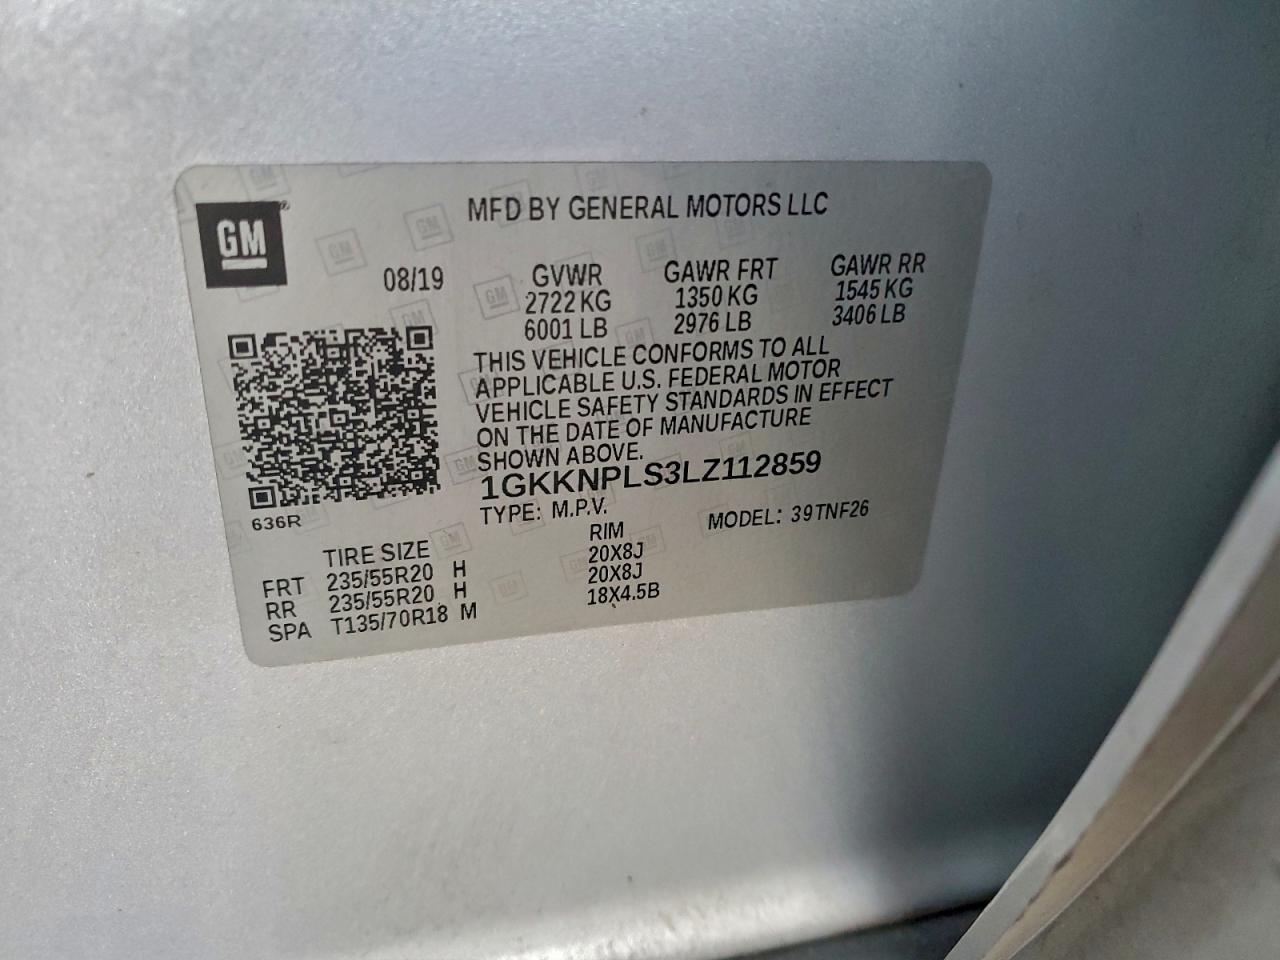 GM
MFD BY GENERAL MOTORS LLC
08/19 GVWR GAWR FRT GAWR RR
2722 KG 1350 KG 1545 KG
6001 LB 2976 LB 3406 LB
THIS VEHICLE CONFORMS TO ALL
APPLICABLE U.S. FEDERAL MOTOR
VEHICLE SAFETY STANDARDS IN EFFECT
ON THE DATE OF MANUFACTURE
SHOWN ABOVE.
1GKKNPLS3LZ112859
636R
TYPE: M.P.V. MODEL: 39TNF26
TIRE SIZE RIM
FRT 235/55R20 H 20X8J
RR 235/55R20 H 20X8J
SPA T135/70R18 M 18X4.5B